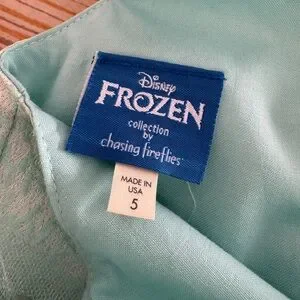 Disney
FROZEN
collection
by
chasing fireflies
MADE IN
USA
5